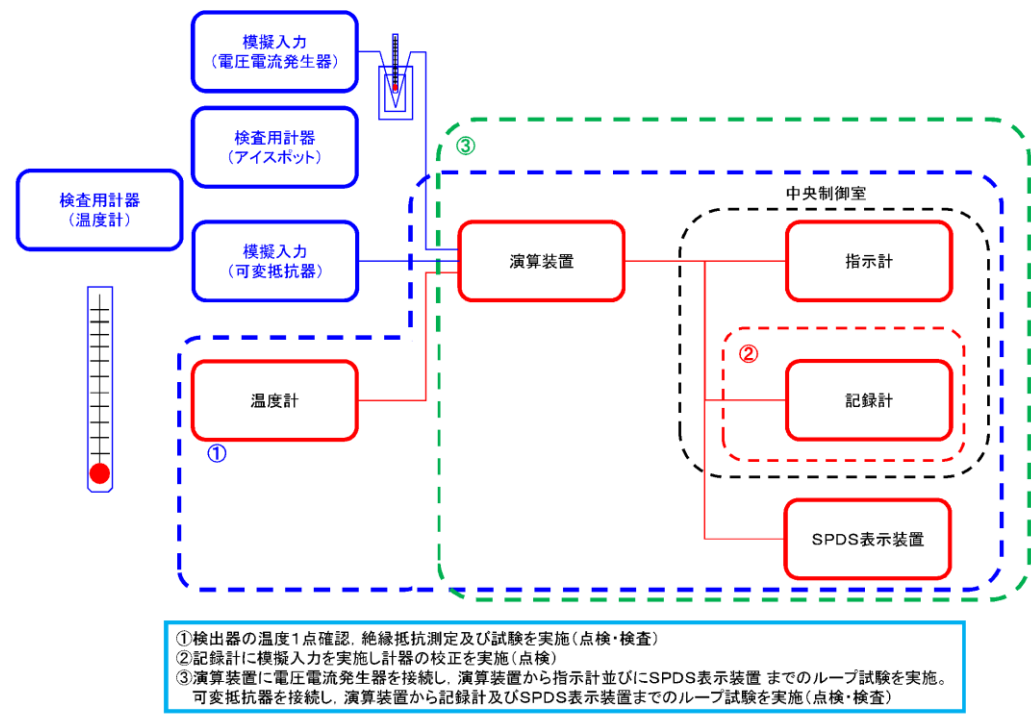 模擬入力
（電圧電流発生器）
検査用計器
（アイスポット）
検査用計器
（温度計）
模擬入力
（可変抵抗器）
③
中央制御室
演算装置
指示計
②
温度計
記録計
①
SPDS表示装置
①検出器の温度１点確認，絶縁抵抗測定及び試験を実施（点検・検査）
②記録計に模擬入力を実施し計器の校正を実施（点検）
③演算装置に電圧電流発生器を接続し，演算装置から指示計並びにSPDS表示装置 までのループ試験を実施。
可変抵抗器を接続し，演算装置から記録計及びSPDS表示装置までのループ試験を実施（点検・検査）